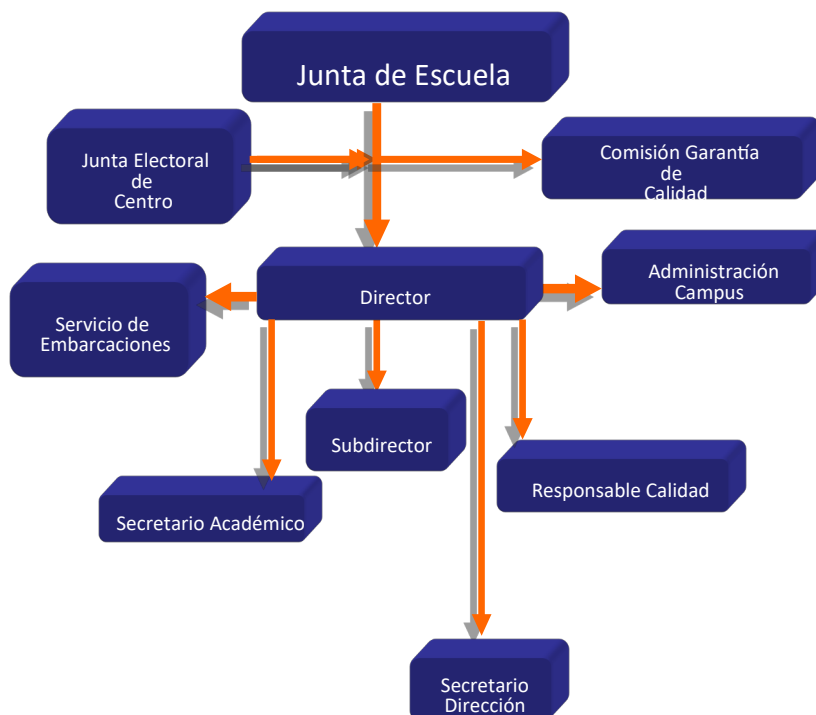 Junta de Escuela
Junta Electoral
de
Centro
Comisión Garantía
de
Calidad
Administración
Campus
Director
Servicio de
Embarcaciones
Subdirector
Responsable Calidad
Secretario Académico
Secretario
Dirección